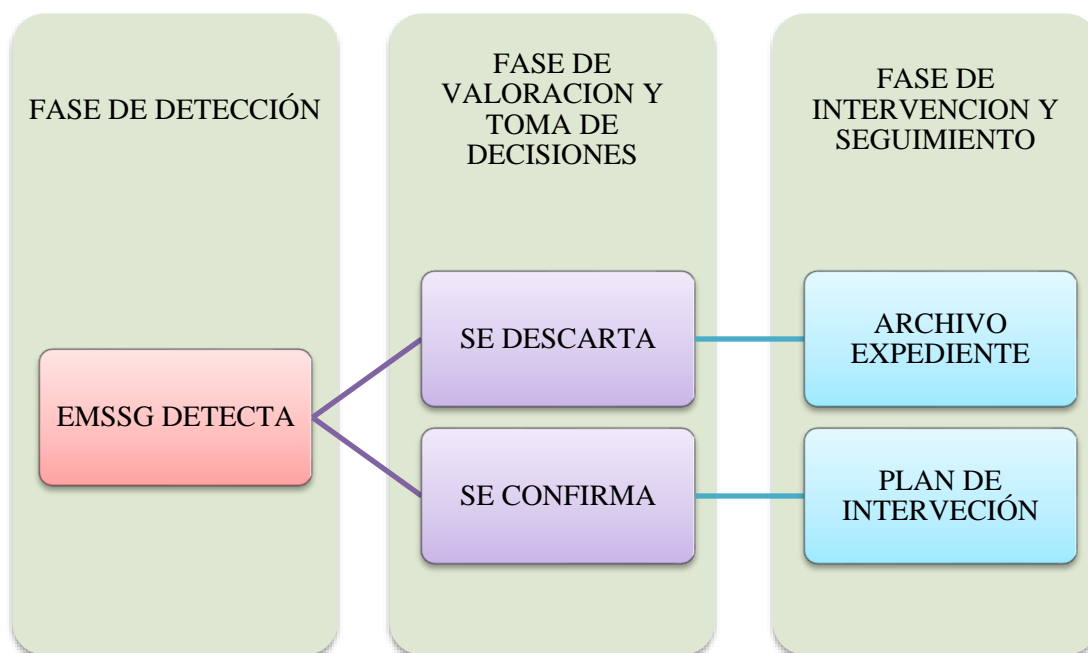 FASE DE DETECCIÓN
FASE DE
VALORACION Y
TOMA DE
DECISIONES
FASE DE
INTERVENCION Y
SEGUIMIENTO
EMSSG DETECTA
SE DESCARTA
ARCHIVO
EXPEDIENTE
SE CONFIRMA
PLAN DE
INTERVECIÓN